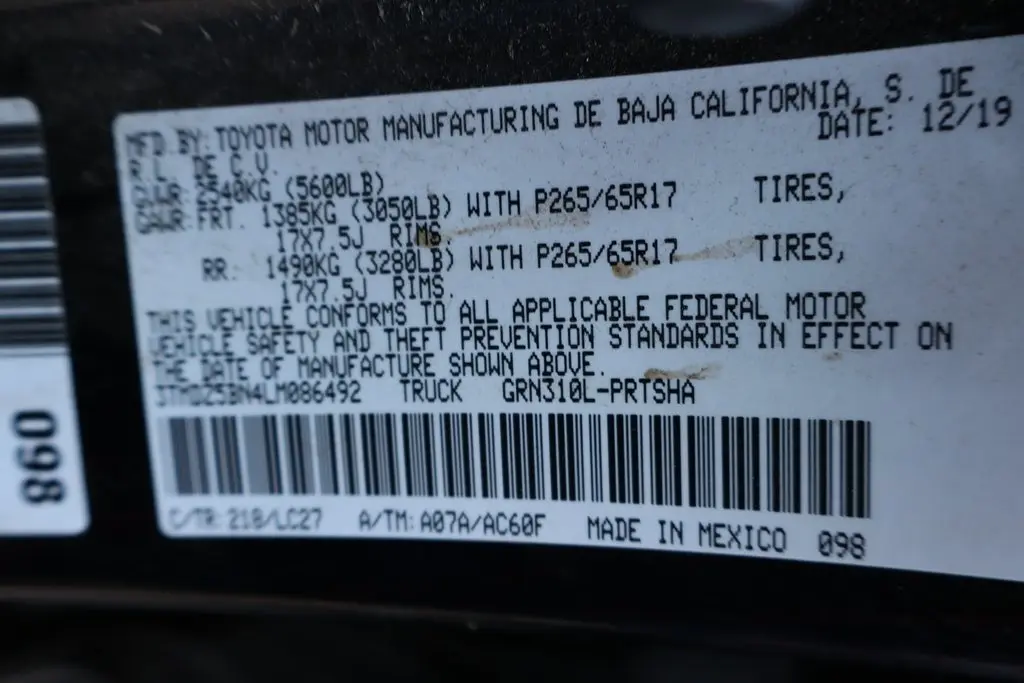 MFD. BY: TOYOTA MOTOR MANUFACTURING DE BAJA CALIFORNIA, S. DE
R. L. DE C.V. DATE: 12/19
GVWR: 2540KG (5600LB)
GAWR: FRT. 1385KG (3050LB) WITH P265/65R17 TIRES,
17X7.5J RIMS.
RR: 1490KG (3280LB) WITH P265/65R17 TIRES,
17X7.5J RIMS.
THIS VEHICLE CONFORMS TO ALL APPLICABLE FEDERAL MOTOR
VEHICLE SAFETY AND THEFT PREVENTION STANDARDS IN EFFECT ON
THE DATE OF MANUFACTURE SHOWN ABOVE.
3TMDZ5BN4LM086492 TRUCK GRN310L-PRTSHA
C/TR: 218/LC27 A/TM: A07A/AC60F MADE IN MEXICO 098
098